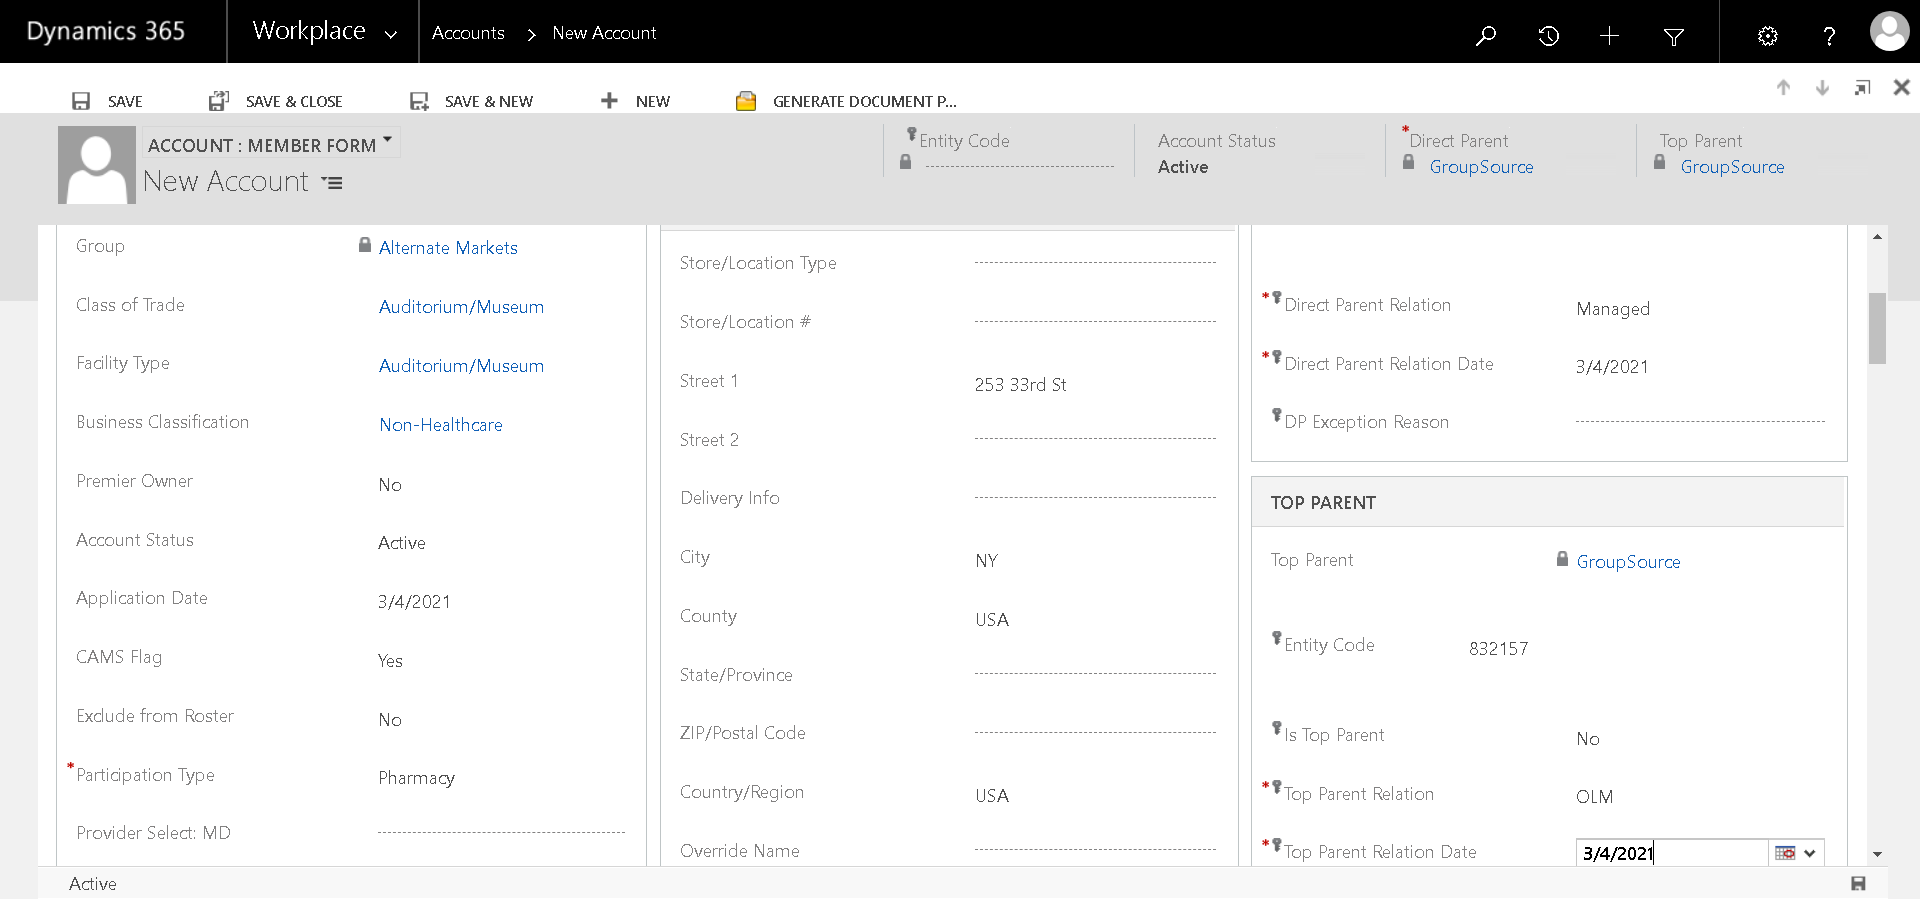 Dynamics 365 Workplace Accounts > New Account ?
SAVE SAVE & CLOSE SAVE & NEW NEW GENERATE DOCUMENT P...
ACCOUNT : MEMBER FORM
New Account
Entity Code
Account Status
Active
* Direct Parent
GroupSource
Top Parent
GroupSource
Group Alternate Markets
Class of Trade Auditorium/Museum
Facility Type Auditorium/Museum
Business Classification Non-Healthcare
Premier Owner No
Account Status Active
Application Date 3/4/2021
CAMS Flag Yes
Exclude from Roster No
* Participation Type Pharmacy
Provider Select: MD
Store/Location Type
Store/Location #
Street 1 253 33rd St
Street 2
Delivery Info
City NY
County USA
State/Province
ZIP/Postal Code
Country/Region USA
Override Name
* Direct Parent Relation Managed
* Direct Parent Relation Date 3/4/2021
DP Exception Reason
TOP PARENT
Top Parent GroupSource
Entity Code 832157
Is Top Parent No
* Top Parent Relation OLM
* Top Parent Relation Date 3/4/2021
Active